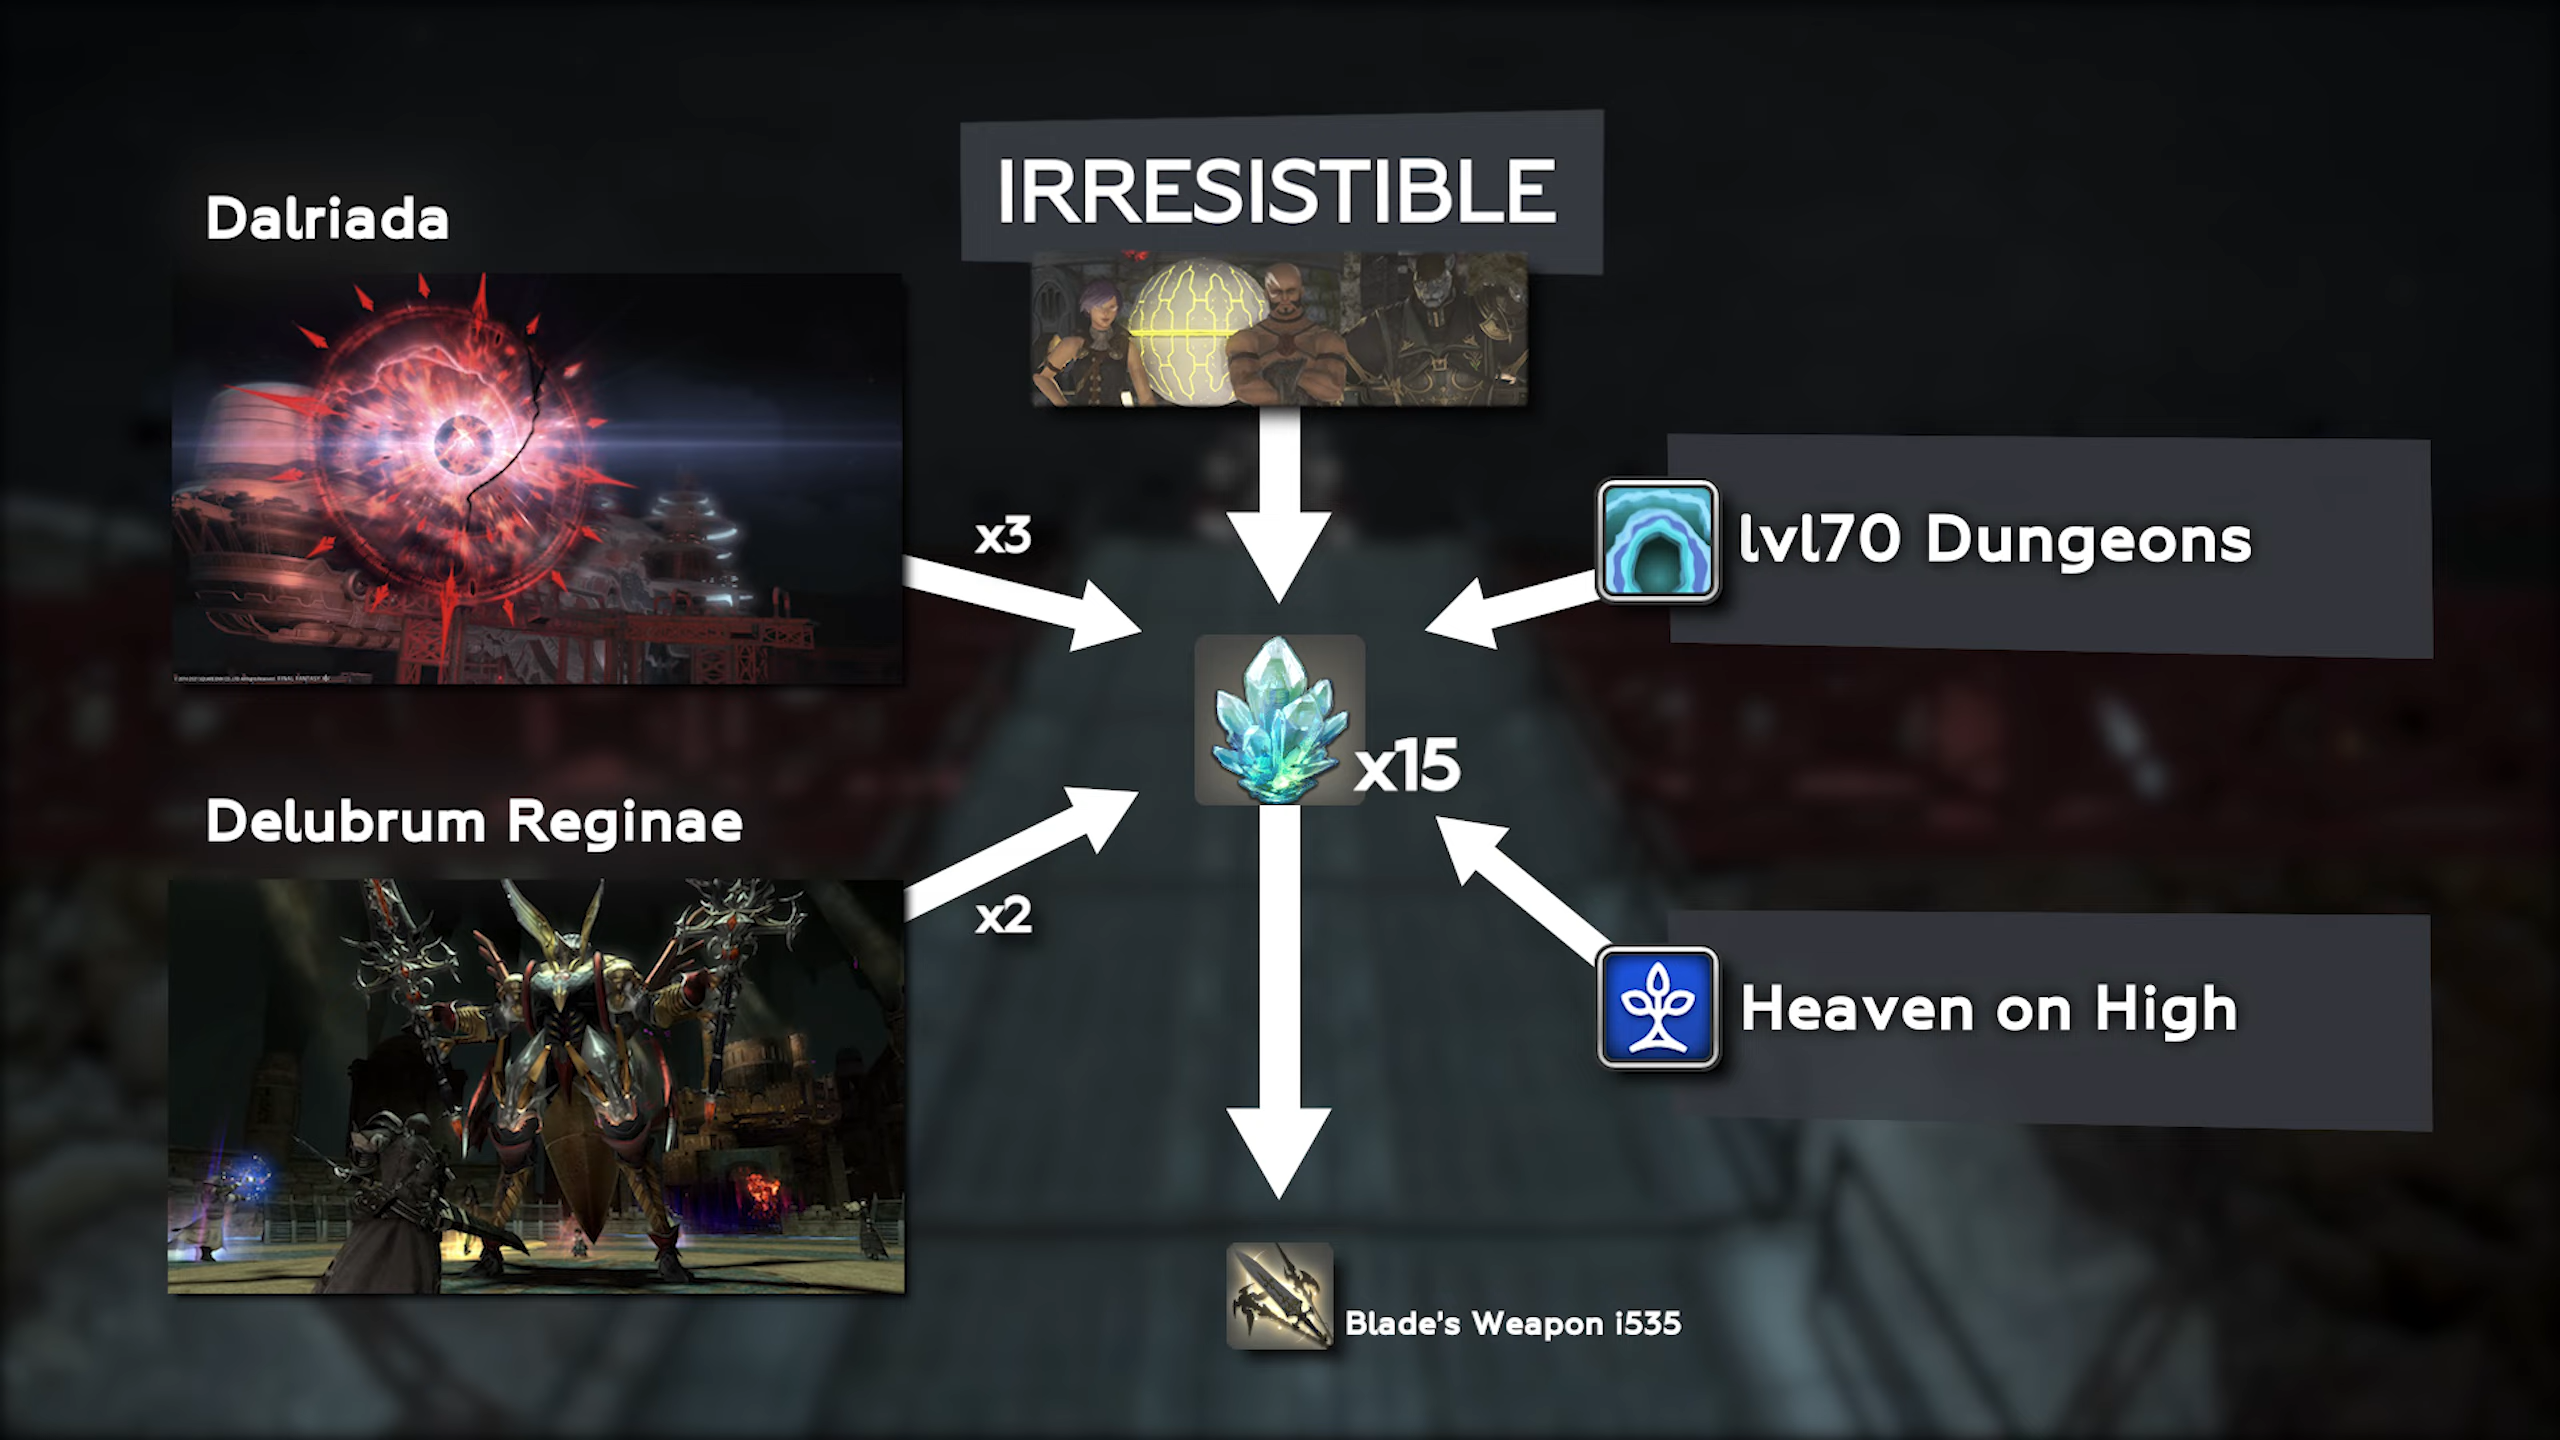 IRRESISTIBLE
Dalriada
x3
lvl70 Dungeons
x15
Delubrum Reginae
x2
Heaven on High
Blade's Weapon i535